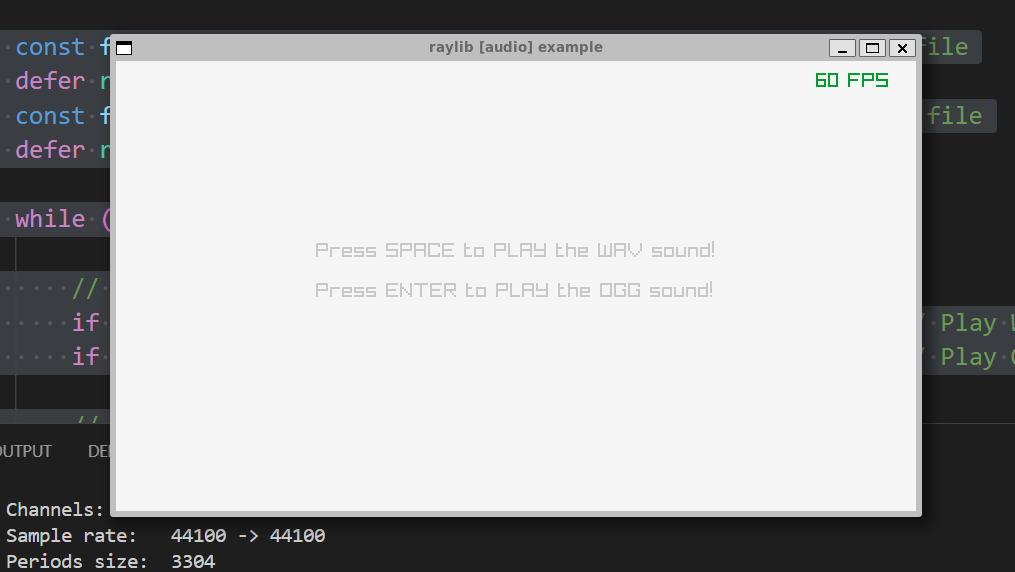 const f
file
defer r
const f
file
defer r
while (
//
if
/ Play
if
/ Play
//
raylib [audio] example
60 FPS
Press SPACE to PLAY the WAV sound!
Press ENTER to PLAY the OGG sound!
OUTPUT DE
Channels:
Sample rate: 44100 -> 44100
Periods size: 3304